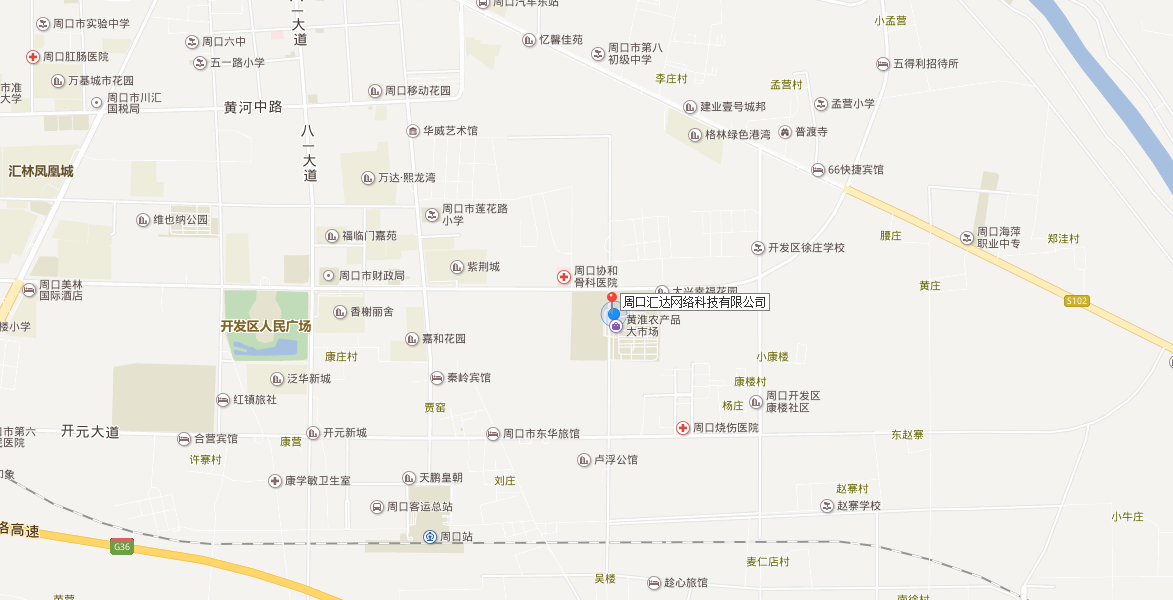 周口汽车东站
周口市实验中学
八一大道
小孟营
周口六中
忆馨佳苑
周口市第八
初级中学
周口肛肠医院
五一路小学
五得利招待所
李庄村
万基城市花园
孟营村
市准
大学
周口市川汇
国税局
周口移动花园
黄河中路
建业壹号城邦
孟营小学
华威艺术馆
格林绿色港湾
普渡寺
八一大道
汇林凤凰城
66快捷宾馆
万达·熙龙湾
维也纳公园
周口市莲花路
小学
福临门嘉苑
腰庄
周口海萍
职业中专
郑洼村
开发区徐庄学校
紫荆城
周口市财政局
周口协和
骨科医院
周口美林
国际酒店
大兴幸福花园
黄庄
周口汇达网络科技有限公司
S102
香榭丽舍
黄淮农产品
大市场
楼小学
开发区人民广场
嘉和花园
康庄村
小康楼
泛华新城
秦岭宾馆
康楼村
红镇旅社
贾窑
杨庄
周口开发区
康楼社区
市第六
医院
开元大道
合营宾馆
康营
开元新城
周口市东华旅馆
周口烧伤医院
东赵寨
许寨村
卢浮公馆
印象
康学敏卫生室
天鹏皇朝
刘庄
赵寨村
周口客运总站
赵寨学校
小牛庄
洛高速
G36
周口站
麦仁店村
吴楼
趁心旅馆
黄营
南徐村